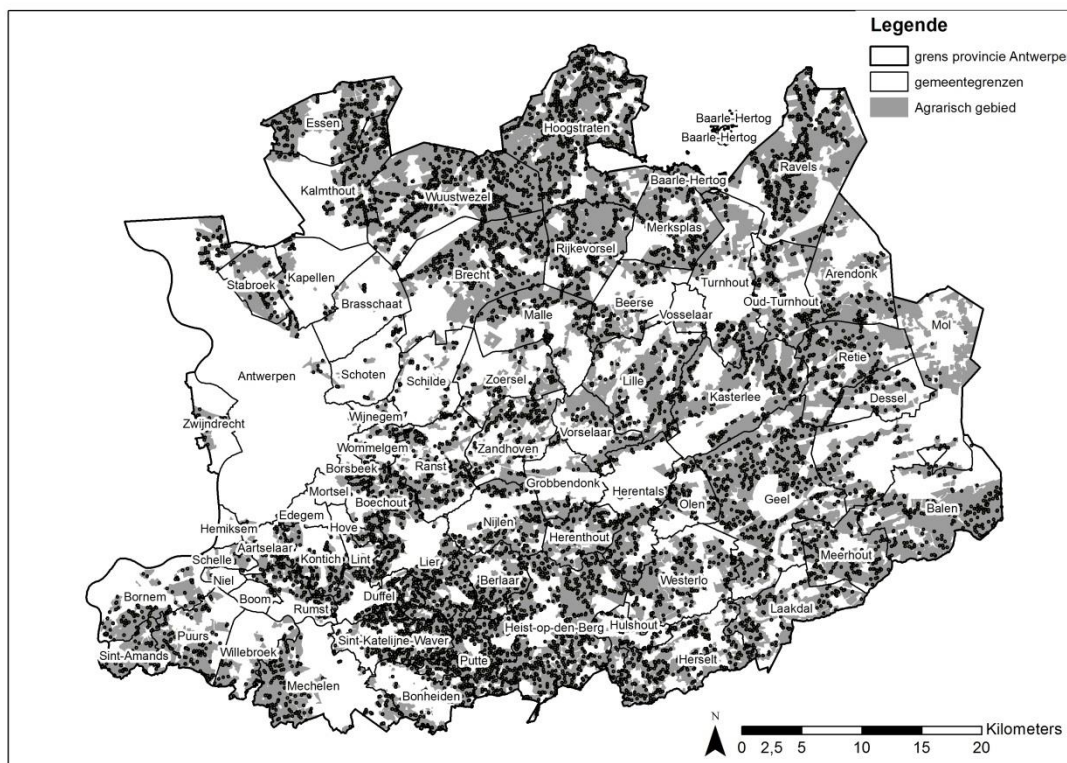 Legende
grens provincie Antwerpe
gemeentegrenzen
Agrarisch gebied
Essen
Hoogstraten
Baarle-Hertog
Baarle-Hertog
Ravels
Kalmthout
Wuustwezel
Baarle-Hertog
Merksplas
Rijkevorsel
Stabroek
Kapellen
Brecht
Turnhout
Arendonk
Brasschaat
Beerse
Oud-Turnhout
Vosselaar
Malle
Mol
Retie
Antwerpen
Schoten
Schilde
Zoersel
Lille
Kasterlee
Dessel
Zwijndrecht
Wijnegem
Vorselaar
Wommelgem
Zandhoven
Borsbeek
Ranst
Grobbendonk
Mortsel
Boechout
Herentals
Olen
Geel
Balen
Edegem
Hemiksem
Hove
Nijlen
Herenthout
Aartselaar
Schelle
Kontich
Lint
Lier
Meerhout
Niel
Berlaar
Westerlo
Bornem
Boom
Duffel
Rumst
Laakdal
Puurs
Sint-Katelijne-Waver
Heist-op-den-Berg
Hulshout
Sint-Amands
Willebroek
Putte
Herselt
Mechelen
Bonheiden
N
Kilometers
0 2,5 5 10 15 20